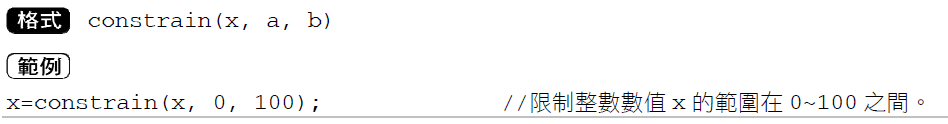 格式 constrain(x, a, b)
範例
x=constrain(x, 0, 100); //限制整數數值 x 的範圍在 0~100 之間。